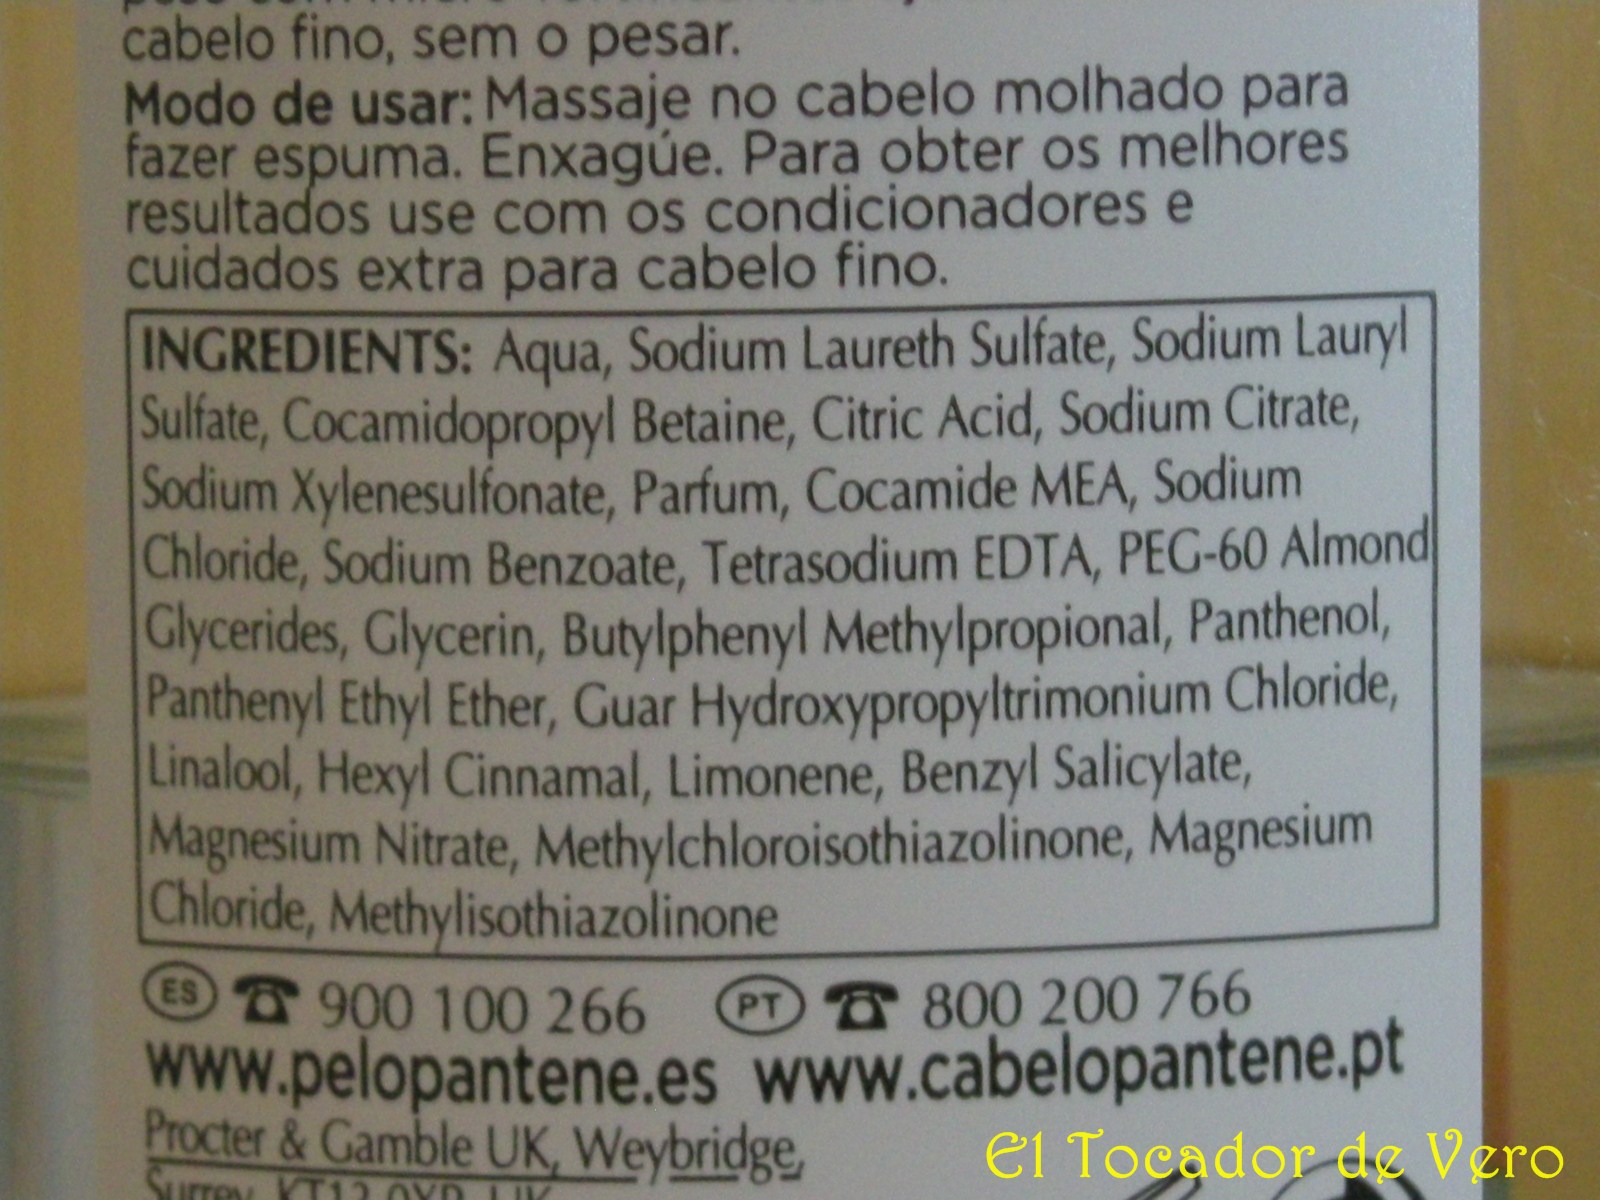 cabelo fino, sem o pesar.
Modo de usar: Massaje no cabelo molhado para
fazer espuma. Enxagúe. Para obter os melhores
resultados use com os condicionadores e
cuidados extra para cabelo fino.
INGREDIENTS: Aqua, Sodium Laureth Sulfate, Sodium Lauryl
Sulfate, Cocamidopropyl Betaine, Citric Acid, Sodium Citrate,
Sodium Xylenesulfonate, Parfum, Cocamide MEA, Sodium
Chloride, Sodium Benzoate, Tetrasodium EDTA, PEG-60 Almond
Glycerides, Glycerin, Butylphenyl Methylpropional, Panthenol,
Panthenyl Ethyl Ether, Guar Hydroxypropyltrimonium Chloride,
Linalool, Hexyl Cinnamal, Limonene, Benzyl Salicylate,
Magnesium Nitrate, Methylchloroisothiazolinone, Magnesium
Chloride, Methylisothiazolinone
ES 900 100 266 PT 800 200 766
www.pelopantene.es www.cabelopantene.pt
Procter & Gamble UK, Weybridge,
Surrey, KT13 0XP, UK
El Tocador de Vero